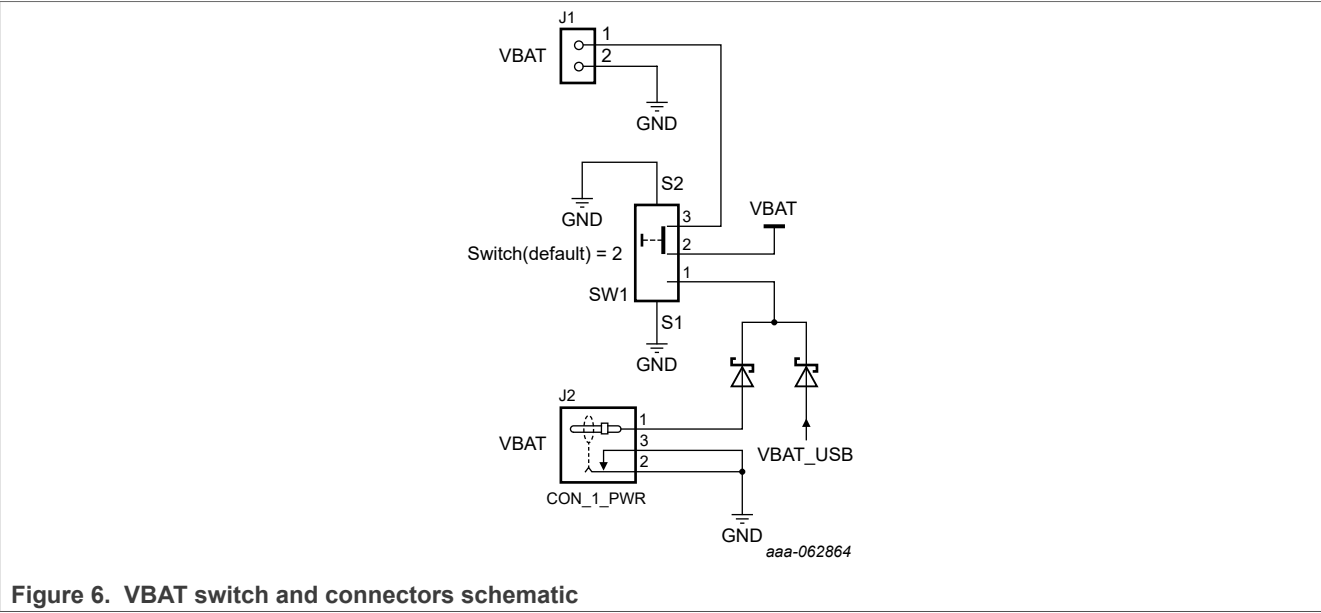 J1
1
VBAT
2
GND
S2
GND
3
VBAT
2
Switch(default) = 2
1
SW1
S1
GND
J2
1
VBAT
3
2
VBAT_USB
CON_1_PWR
GND
aaa-062864
Figure 6. VBAT switch and connectors schematic